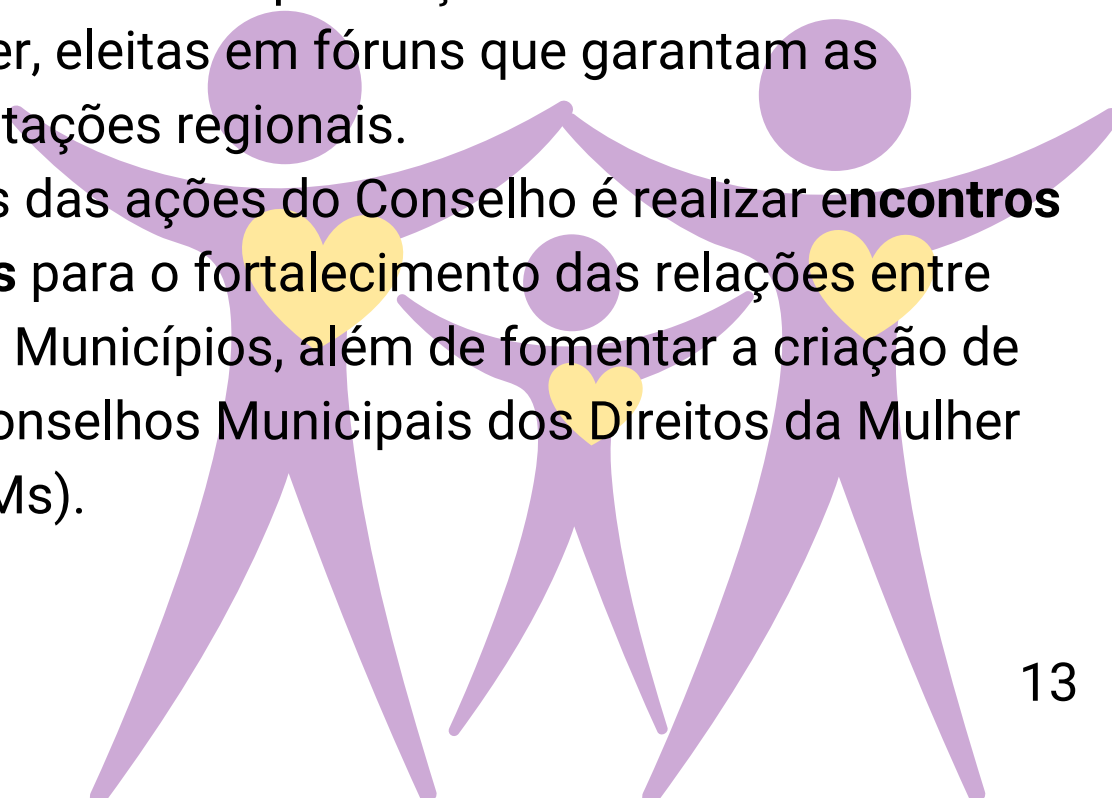 er, eleitas em fóruns que garantam as
tações regionais.
s das ações do Conselho é realizar encontros
s para o fortalecimento das relações entre
Municípios, além de fomentar a criação de
onselhos Municipais dos Direitos da Mulher
Ms).
13